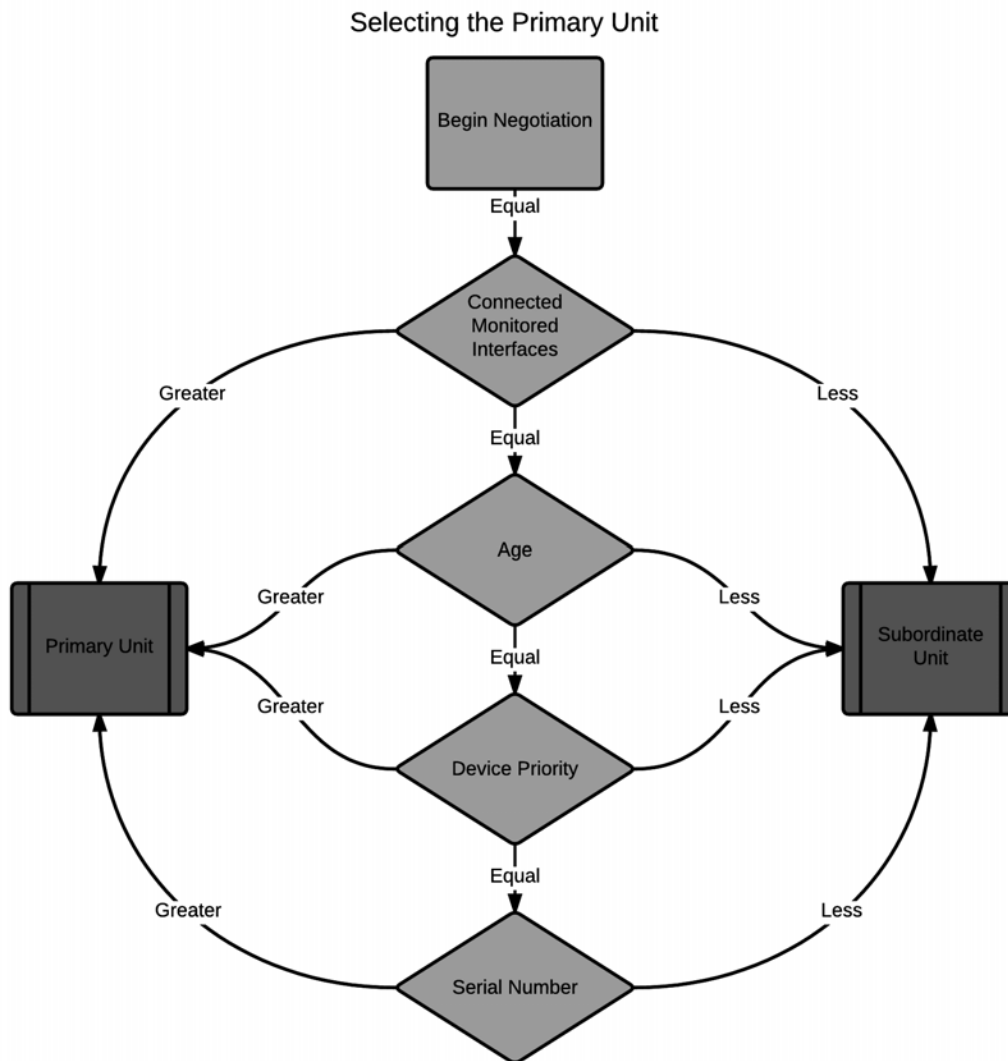 Selecting the Primary Unit
Begin Negotiation
Equal
Connected
Monitored
Interfaces
Greater
Less
Equal
Age
Greater
Less
Primary Unit
Subordinate
Unit
Equal
Greater
Less
Device Priority
Equal
Greater
Less
Serial Number